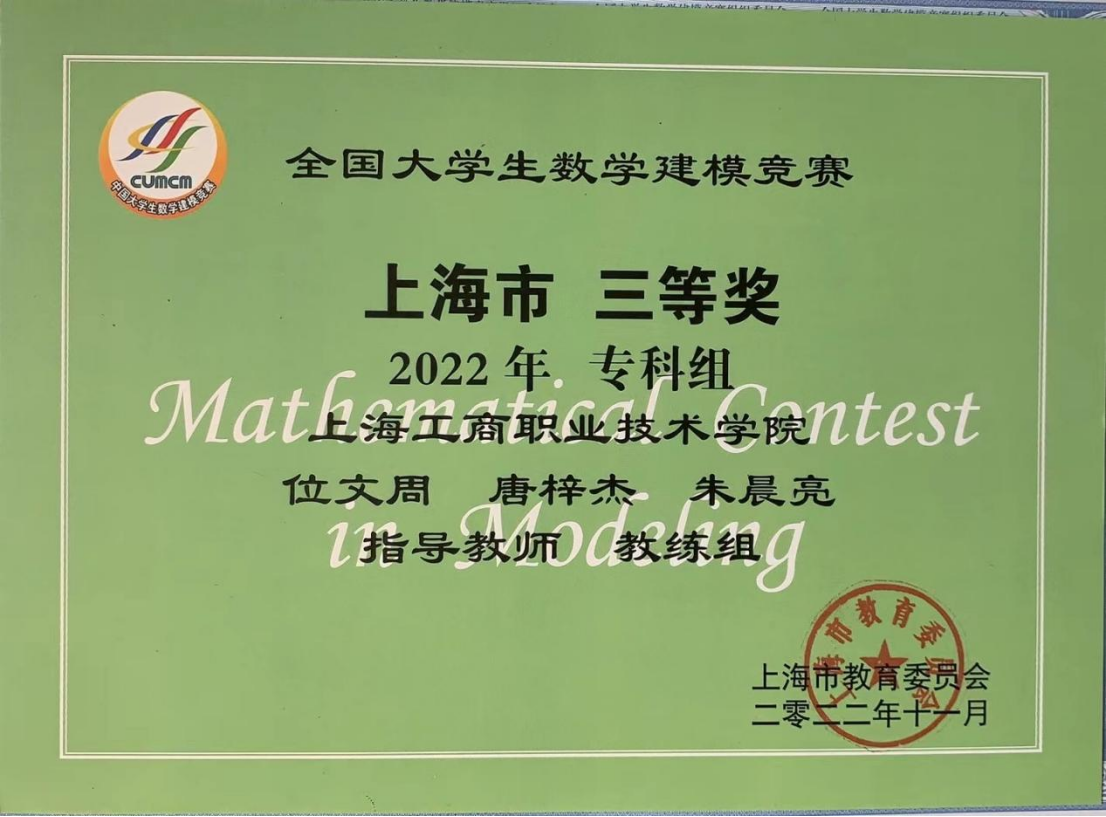 全国大学生数学建模竞赛
CUMCM
中国大学生数学建模竞赛
上海市 三等奖
2022 年 专科组
Mathematical Contest
上海工商职业技术学院
位文周 唐梓杰 朱晨亮
in Modeling
指导教师 教练组
上海市教育委员会
上海市教育委员会
二零二二年十一月